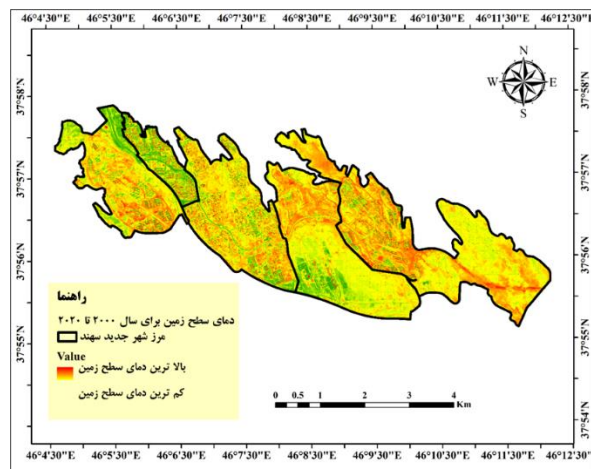 46°4'30"E 46°5'30"E 46°6'30"E 46°7'30"E 46°8'30"E 46°9'30"E 46°10'30"E 46°11'30"E 46°12'30"E
N
W E
S
37°58'N 37°58'N
37°57'N 37°57'N
37°56'N 37°56'N
37°55'N 37°55'N
37°54'N 37°54'N
راهنما
دمای سطح زمین برای سال ۲۰۰۰ تا ۲۰۲۰
مرز شهر جدید سهند
Value
بالا ترین دمای سطح زمین
کم ترین دمای سطح زمین
0 0.5 1 2 3 4
Km
46°4'30"E 46°5'30"E 46°6'30"E 46°7'30"E 46°8'30"E 46°9'30"E 46°10'30"E 46°11'30"E 46°12'30"E